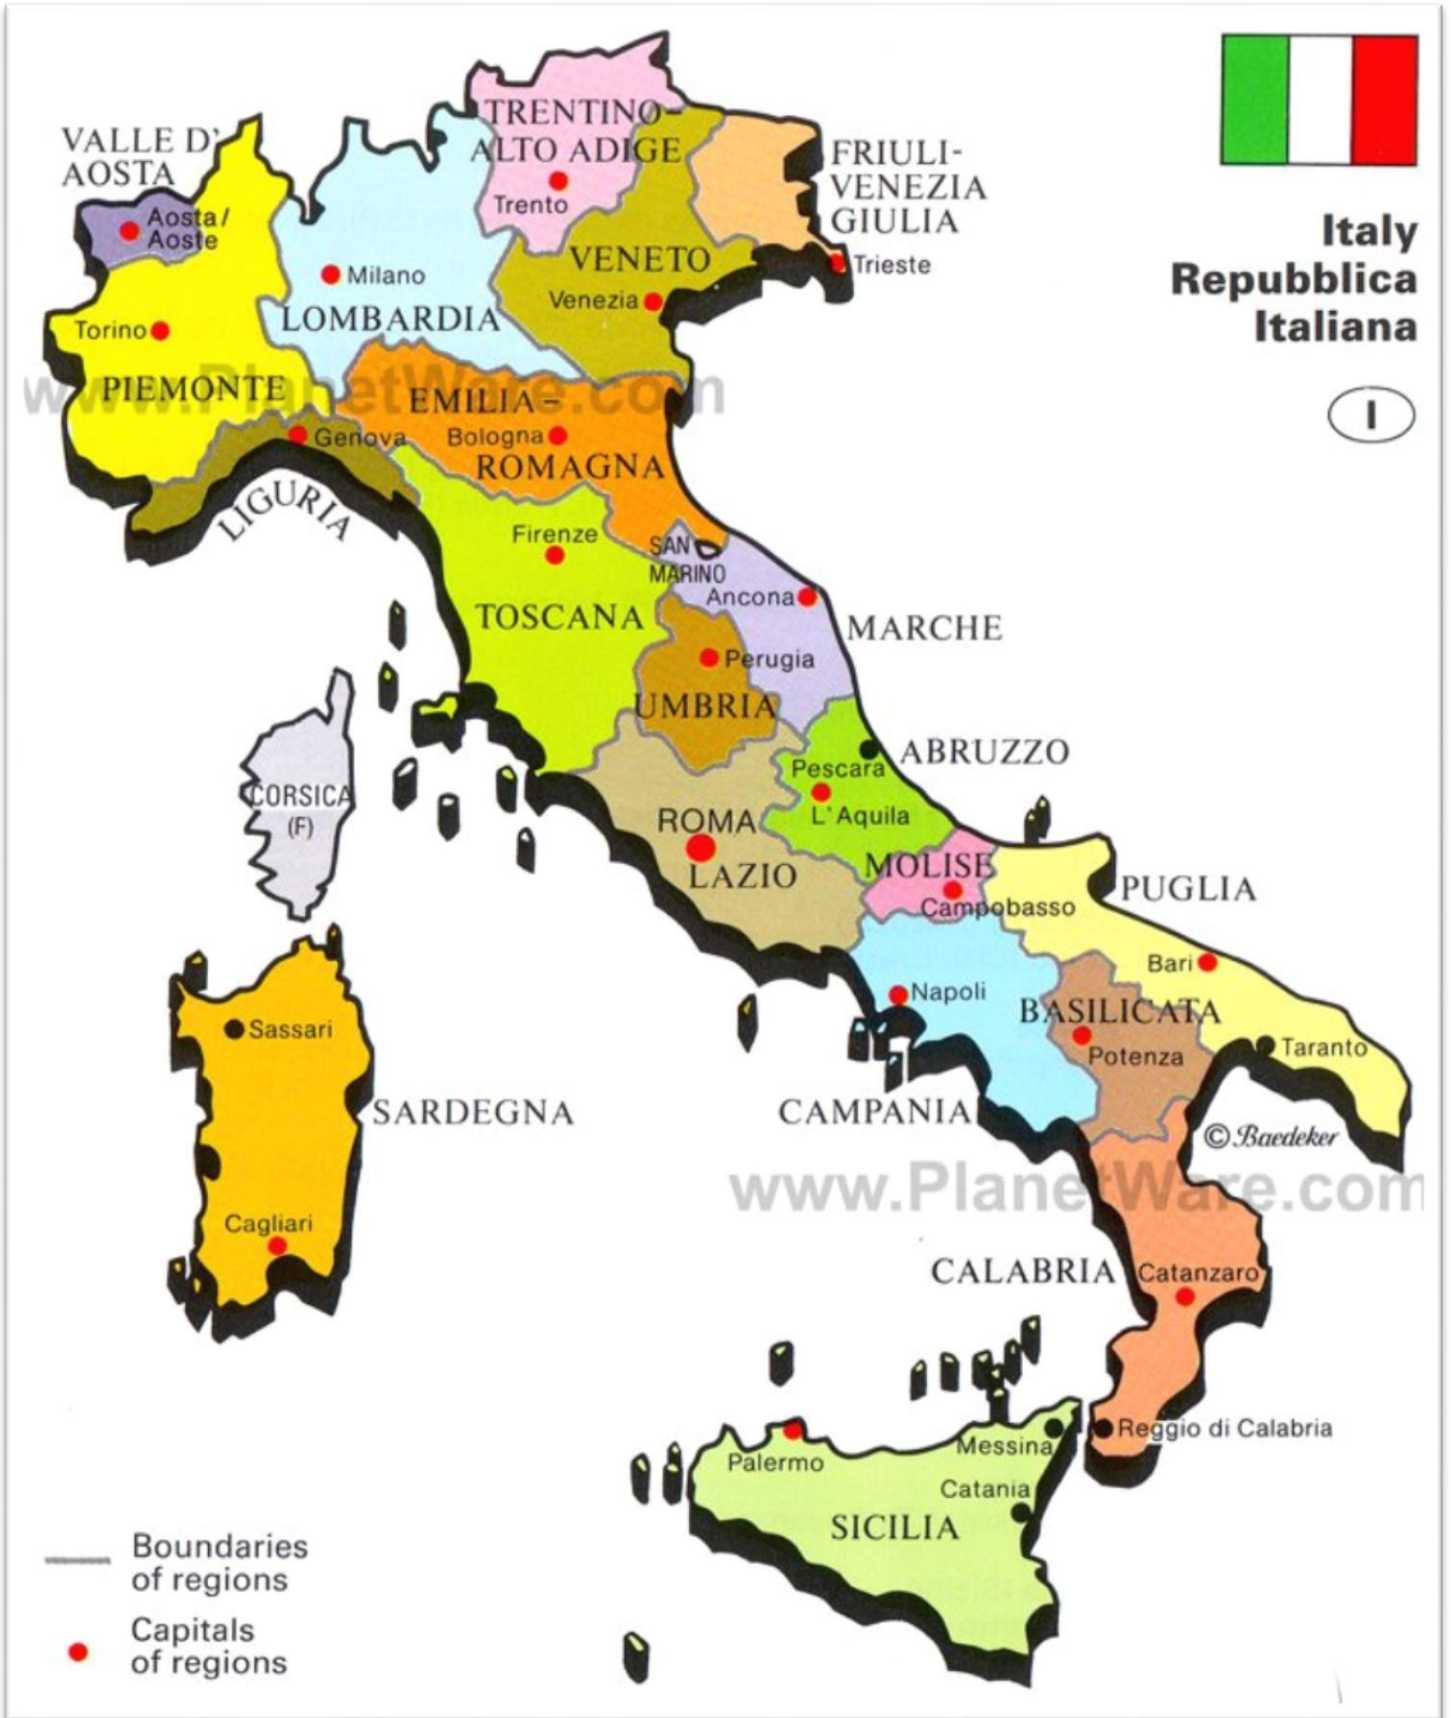 TRENTINO-
ALTO ADIGE
Trento
VALLE D'
AOSTA
Aosta/
Aoste
FRIULI-
VENEZIA
GIULIA
Trieste
Italy
Repubblica
Italiana
I
VENETO
Venezia
Milano
LOMBARDIA
Torino
PIEMONTE
www.PlanetWare.com
EMILIA-
Bologna
ROMAGNA
Genova
LIGURIA
Firenze
TOSCANA
SAN
MARINO
Ancona
MARCHE
Perugia
UMBRIA
ABRUZZO
Pescara
L'Aquila
CORSICA
(F)
ROMA
LAZIO
MOLISE
Campobasso
PUGLIA
Bari
Napoli
BASILICATA
Potenza
Taranto
Sassari
SARDEGNA
CAMPANIA
© Baedeker
www.PlanetWare.com
Cagliari
CALABRIA
Catanzaro
Reggio di Calabria
Messina
Palermo
Catania
SICILIA
Boundaries
of regions
Capitals
of regions